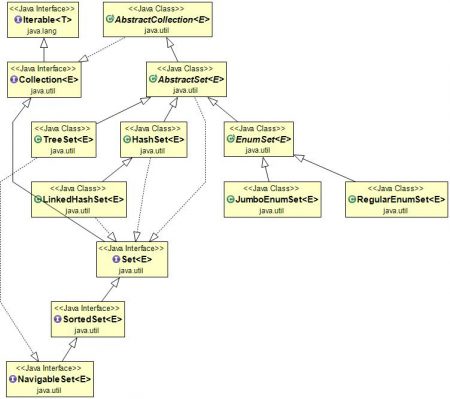 <<Java Interface>>
Iterable<T>
java.lang
<<Java Class>>
AbstractCollection<E>
java.util
<<Java Interface>>
Collection<E>
java.util
<<Java Class>>
AbstractSet<E>
java.util
<<Java Class>>
TreeSet<E>
java.util
<<Java Class>>
HashSet<E>
java.util
<<Java Class>>
EnumSet<E>
java.util
<<Java Class>>
LinkedHashSet<E>
java.util
<<Java Class>>
JumboEnumSet<E>
java.util
<<Java Class>>
RegularEnumSet<E>
java.util
<<Java Interface>>
Set<E>
java.util
<<Java Interface>>
SortedSet<E>
java.util
<<Java Interface>>
NavigableSet<E>
java.util